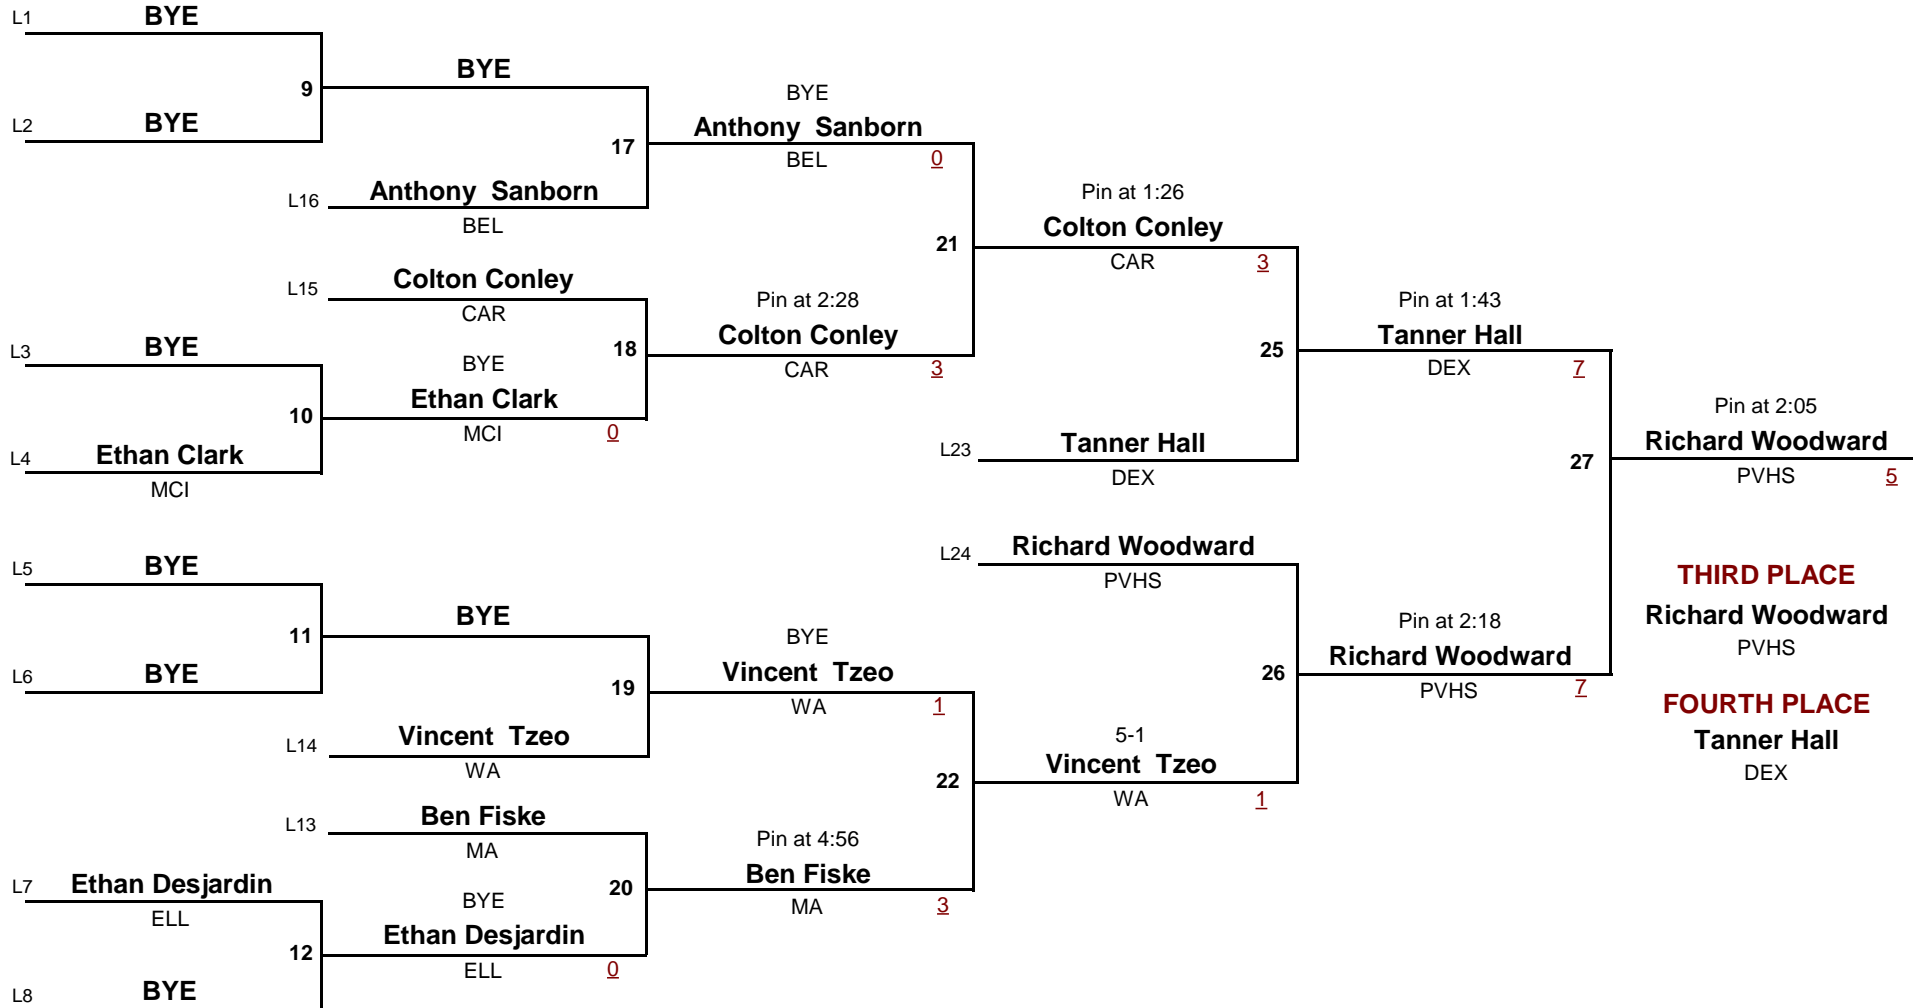 L1 BYE
9
BYE
L2 BYE
17
BYE
Anthony Sanborn
BEL 0
L16 Anthony Sanborn
BEL
21
Pin at 1:26
Colton Conley
CAR 3
L15 Colton Conley
CAR
18
Pin at 2:28
Colton Conley
CAR 3
L3 BYE
10
BYE
Ethan Clark
MCI 0
L4 Ethan Clark
MCI
25
Pin at 1:43
Tanner Hall
DEX 7
L23 Tanner Hall
DEX
27
Pin at 2:05
Richard Woodward
PVHS 5
L24 Richard Woodward
PVHS
L5 BYE
11
BYE
L6 BYE
19
BYE
Vincent Tzeo
WA 1
L14 Vincent Tzeo
WA
26
Pin at 2:18
Richard Woodward
PVHS 7
22
5-1
Vincent Tzeo
WA 1
L13 Ben Fiske
MA
20
Pin at 4:56
Ben Fiske
MA 3
L7 Ethan Desjardin
ELL
12
BYE
Ethan Desjardin
ELL 0
L8 BYE
THIRD PLACE
Richard Woodward
PVHS
FOURTH PLACE
Tanner Hall
DEX